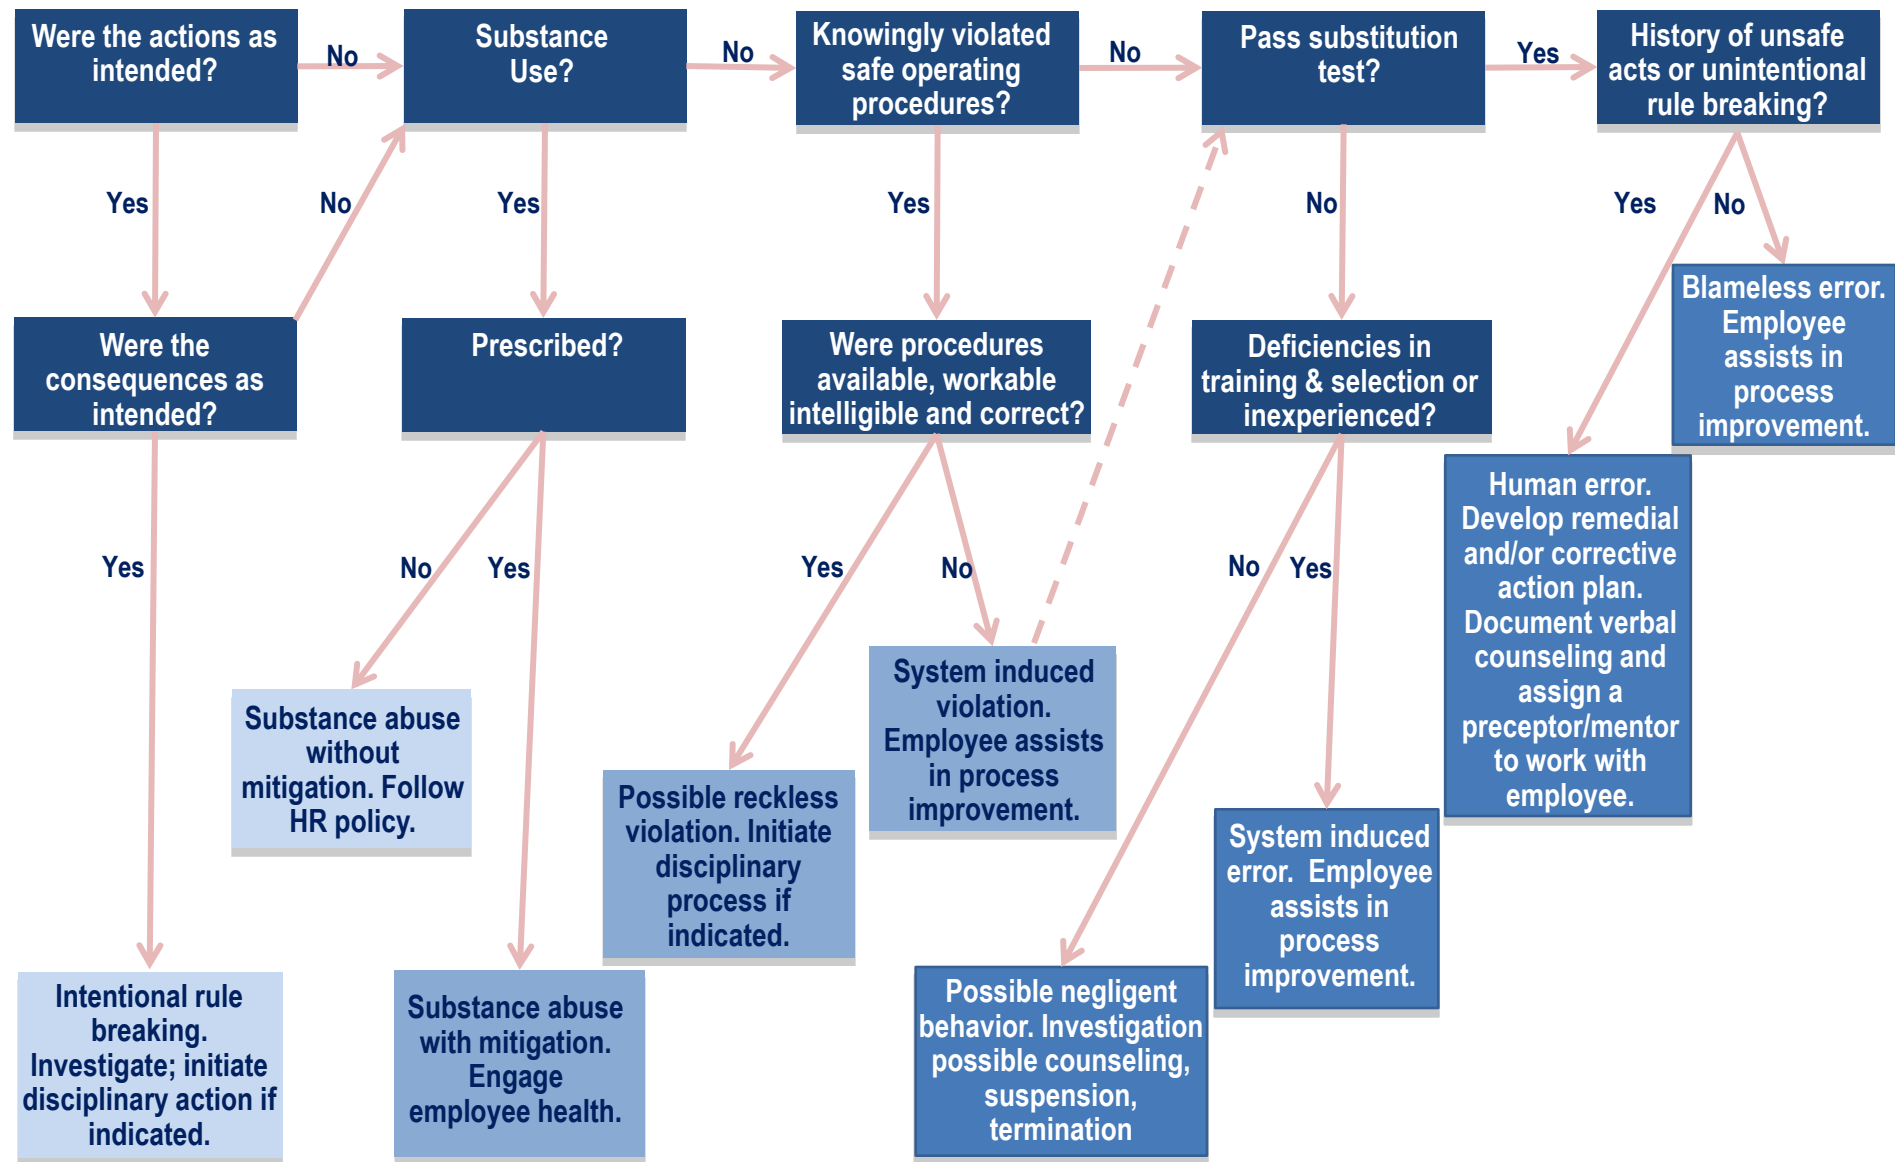 Were the actions as
intended?
No
Substance
Use?
No
Knowingly violated
safe operating
procedures?
No
Pass substitution
test?
Yes
History of unsafe
acts or unintentional
rule breaking?
Yes
No
Yes
Yes
No
Yes
No
Were the
consequences as
intended?
Prescribed?
Were procedures
available, workable
intelligible and correct?
Deficiencies in
training & selection or
inexperienced?
Blameless error.
Employee
assists in
process
improvement.
Yes
No
Yes
Yes
No
No
Yes
Human error.
Develop remedial
and/or corrective
action plan.
Document verbal
counseling and
assign a
preceptor/mentor
to work with
employee.
Substance abuse
without
mitigation. Follow
HR policy.
System induced
violation.
Employee assists
in process
improvement.
Possible reckless
violation. Initiate
disciplinary
process if
indicated.
System induced
error.  Employee
assists in
process
improvement.
Intentional rule
breaking.
Investigate; initiate
disciplinary action if
indicated.
Substance abuse
with mitigation.
Engage
employee health.
Possible negligent
behavior. Investigation
possible counseling,
suspension,
termination